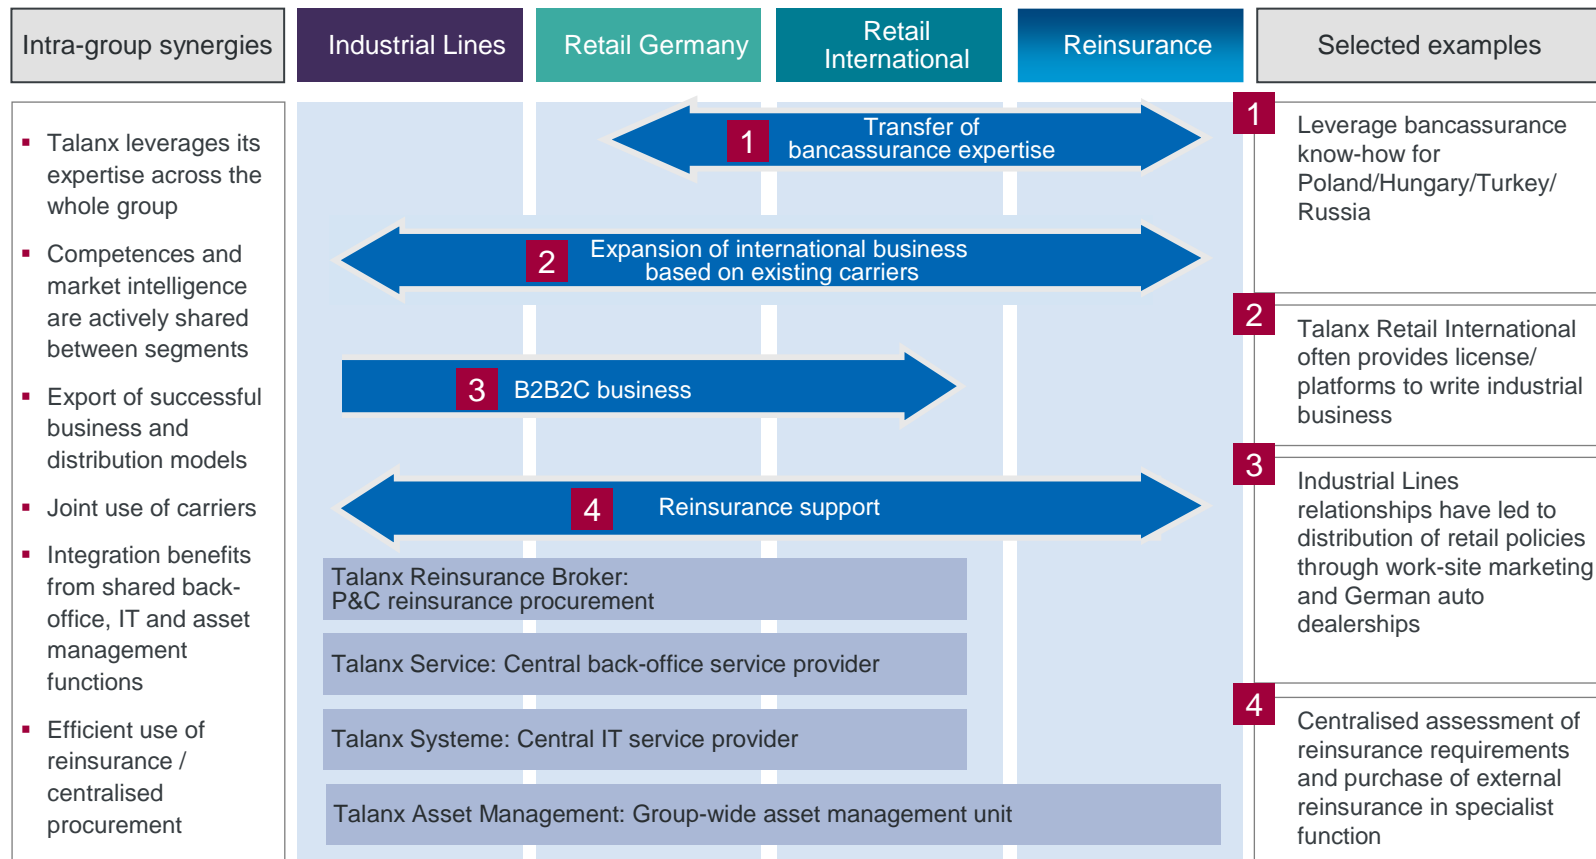 Intra-group synergies
Industrial Lines
Retail Germany
Retail
International
Reinsurance
Selected examples
▪ Talanx leverages its
expertise across the
whole group
▪ Competences and
market intelligence
are actively shared
between segments
▪ Export of successful
business and
distribution models
▪ Joint use of carriers
▪ Integration benefits
from shared back-
office, IT and asset
management
functions
▪ Efficient use of
reinsurance /
centralised
procurement
1
Transfer of
bancassurance expertise
2
Expansion of international business
based on existing carriers
3
B2B2C business
4
Reinsurance support
Talanx Reinsurance Broker:
P&C reinsurance procurement
Talanx Service: Central back-office service provider
Talanx Systeme: Central IT service provider
Talanx Asset Management: Group-wide asset management unit
1
Leverage bancassurance
know-how for
Poland/Hungary/Turkey/
Russia
2
Talanx Retail International
often provides license/
platforms to write industrial
business
3
Industrial Lines
relationships have led to
distribution of retail policies
through work-site marketing
and German auto
dealerships
4
Centralised assessment of
reinsurance requirements
and purchase of external
reinsurance in specialist
function